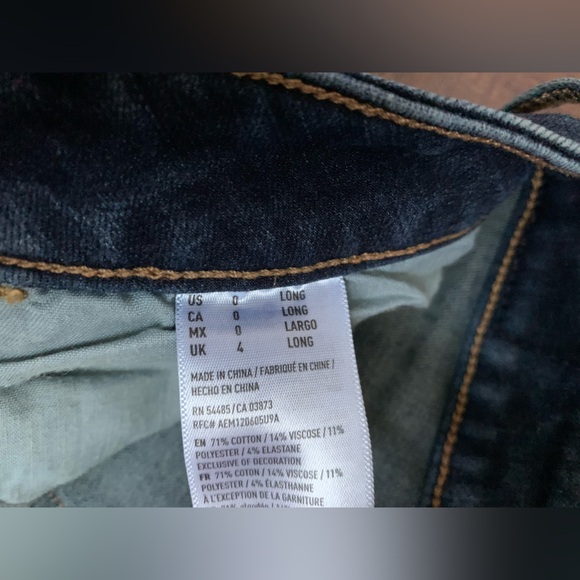 US 0 LONG
CA 0 LONG
MX 0 LARGO
UK 4 LONG
MADE IN CHINA / FABRIQUÉ EN CHINE /
HECHO EN CHINA
RN 54485/CA 03873
RFC# AEM120605U9A
EN 71% COTTON / 14% VISCOSE / 11%
POLYESTER / 4% ELASTANE
EXCLUSIVE OF DECORATION
FR 71% COTON / 14% VISCOSE / 11%
POLYESTER / 4% ÉLASTHANNE
À L'EXCEPTION DE LA GARNITURE